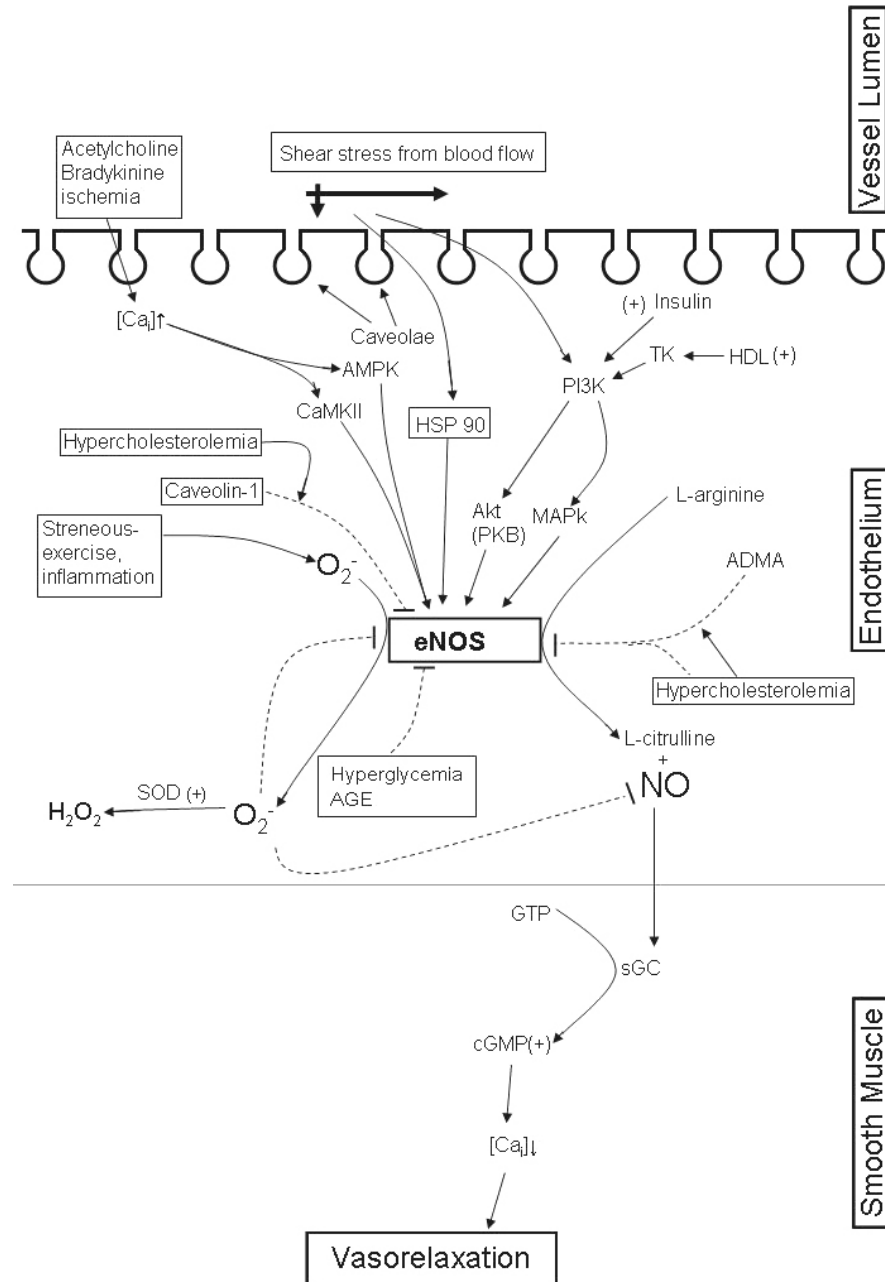 Vessel Lumen
Acetylcholine
Bradykinine
ischemia
Shear stress from blood flow
[Caᵢ]↑
Caveolae
AMPK
CaMKII
(+) Insulin
TK
HDL(+)
PI3K
HSP 90
Hypercholesterolemia
Caveolin-1
Streneous-
exercise,
inflammation
O₂⁻
Akt
(PKB)
MAPk
L-arginine
ADMA
Endothelium
eNOS
Hypercholesterolemia
L-citrulline
+
NO
Hyperglycemia
AGE
SOD (+)
H₂O₂
O₂⁻
GTP
sGC
cGMP(+)
[Caᵢ]↓
Smooth Muscle
Vasorelaxation